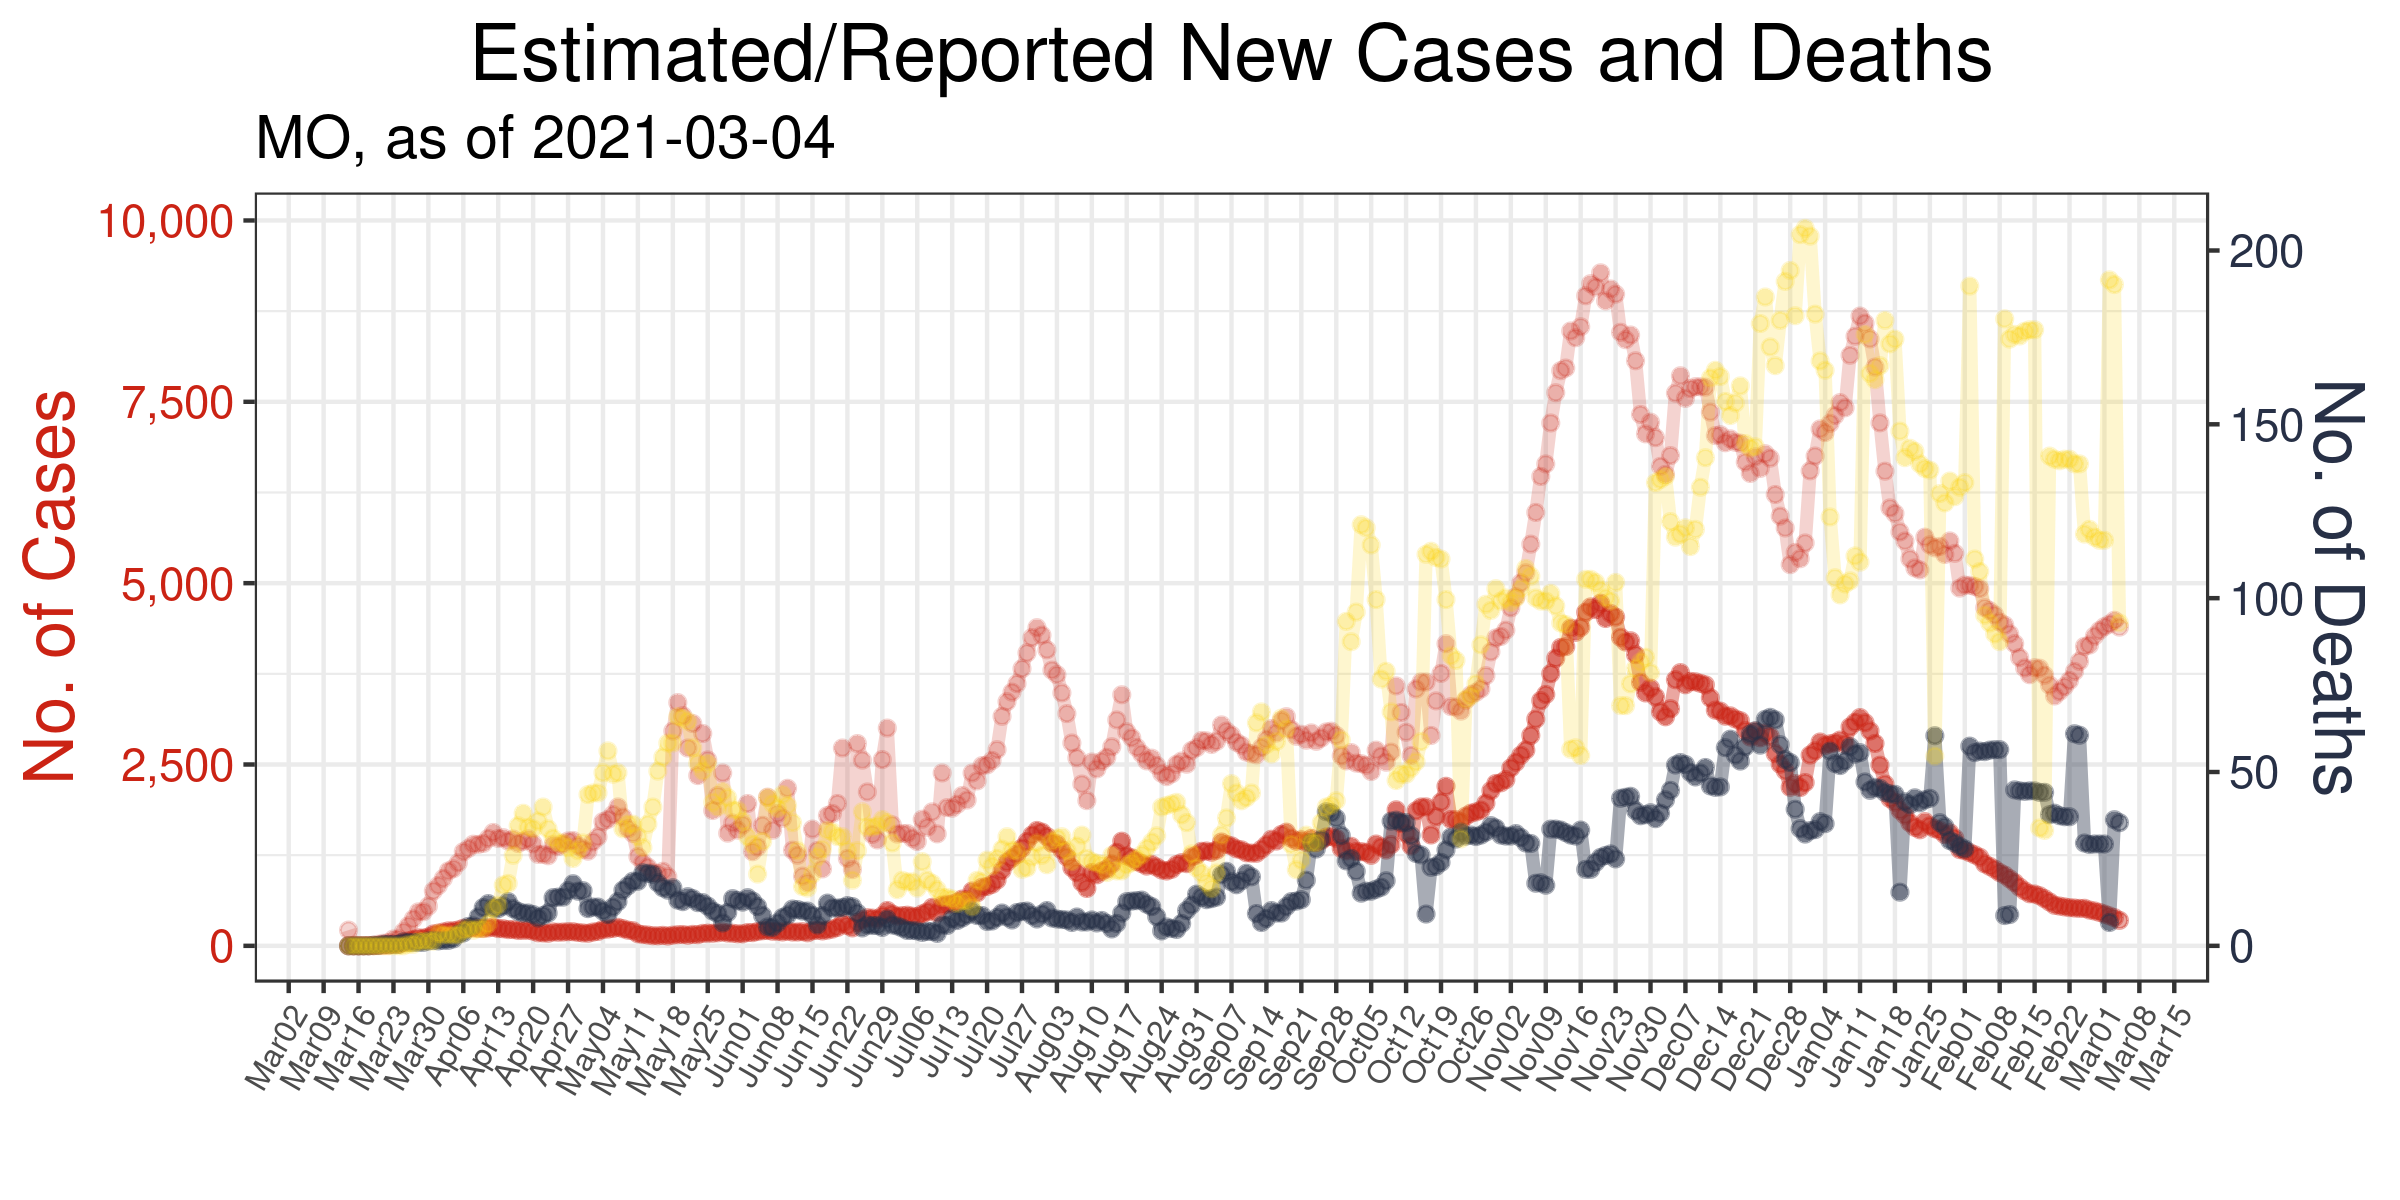 Estimated/Reported New Cases and Deaths
MO, as of 2021-03-04
No. of Cases
10,000
7,500
5,000
2,500
0
200
150
100
50
0
No. of Deaths
Mar02
Mar09
Mar16
Mar23
Mar30
Apr06
Apr13
Apr20
Apr27
May04
May11
May18
May25
Jun01
Jun08
Jun15
Jun22
Jun29
Jul06
Jul13
Jul20
Jul27
Aug03
Aug10
Aug17
Aug24
Aug31
Sep07
Sep14
Sep21
Sep28
Oct05
Oct12
Oct19
Oct26
Nov02
Nov09
Nov16
Nov23
Nov30
Dec07
Dec14
Dec21
Dec28
Jan04
Jan11
Jan18
Jan25
Feb01
Feb08
Feb15
Feb22
Mar01
Mar08
Mar15